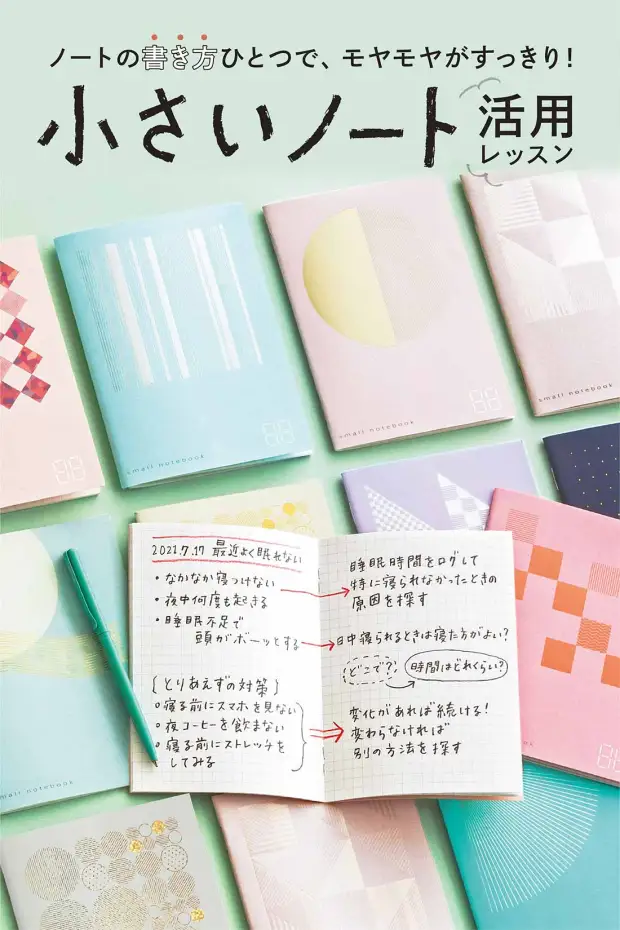 ノートの書き方ひとつで、モヤモヤがすっきり!
小さいノート
活用
レッスン
small notebook
small notebook
small notebook
2021.7.17 最近よく眠れない
・なかなか寝つけない
・夜中何度も起きる
・睡眠不足で
頭がボーッとする
[とりあえずの対策]
寝る前にスマホを見ない
夜コーヒーを飲まない
寝る前にストレッチを
してみる
睡眠時間をログして
特に寝られなかったときの
原因を探す
日中寝られるときは寝た方がよい?
どこで?
時間はどれくらい?
変化があれば続ける!
変わらなければ
別の方法を探す
small notebook